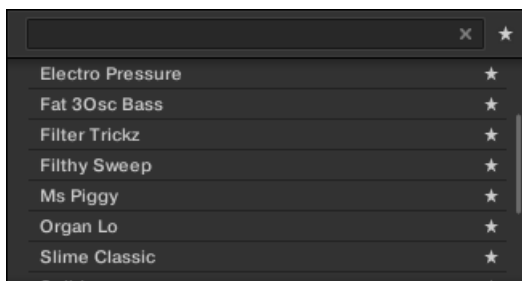 Electro Pressure
Fat 3Osc Bass
Filter Trickz
Filthy Sweep
Ms Piggy
Organ Lo
Slime Classic